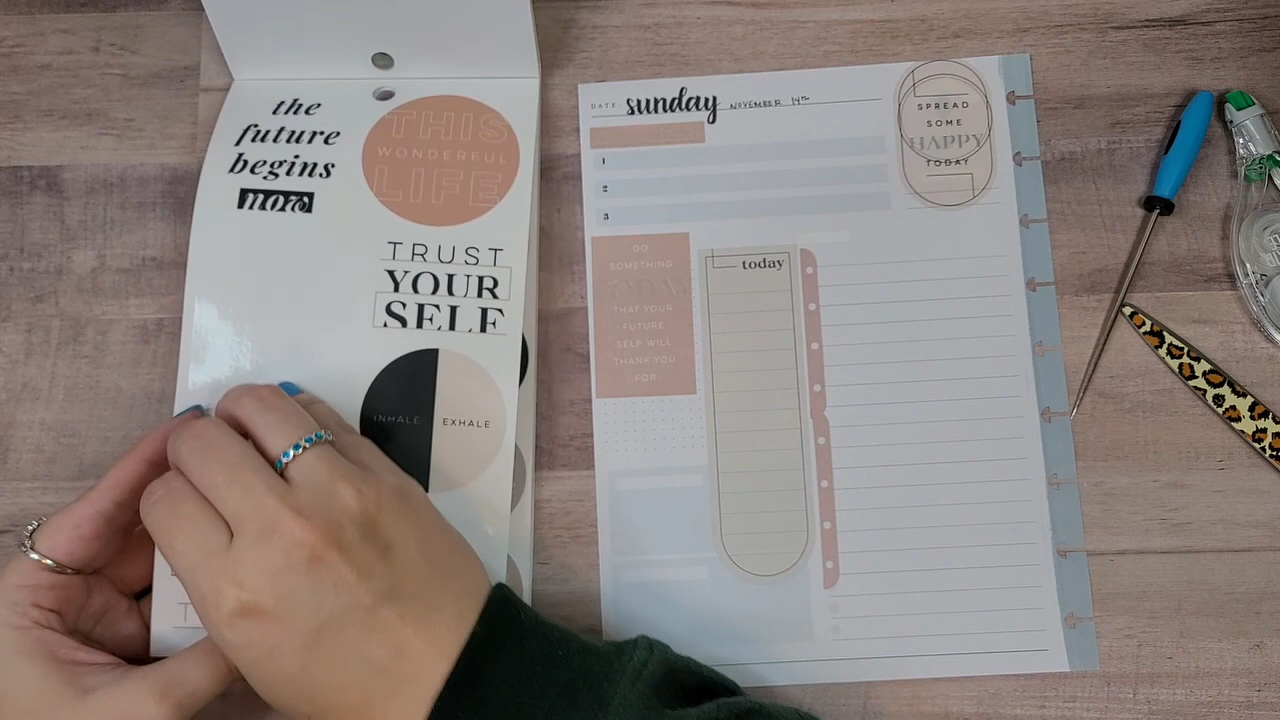 the
future
begins
now
THIS
WONDERFUL
LIFE
TRUST
YOUR
SELF
INHALE
EXHALE
DATE: sunday NOVEMBER 14TH
1
2
3
SPREAD
SOME
HAPPY
TODAY
DO
SOMETHING
TODAY
THAT YOUR
FUTURE
SELF WILL
THANK YOU
FOR
today